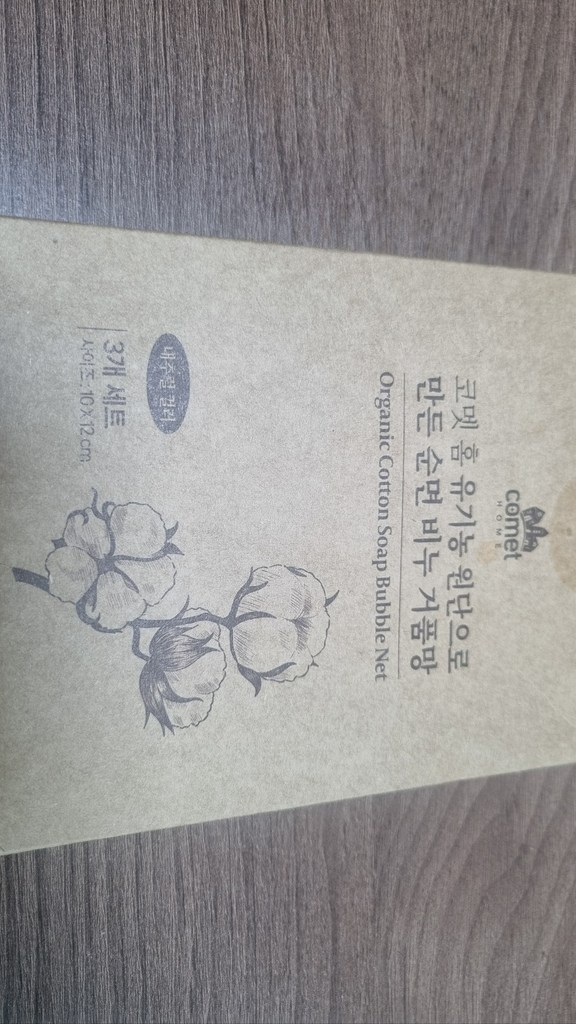 comet
HOME
코멧 홈 유기농 원단으로
만든 순면 비누 거품망
Organic Cotton Soap Bubble Net
내추럴 컬러
3개 세트
사이즈: 10 X 12 cm